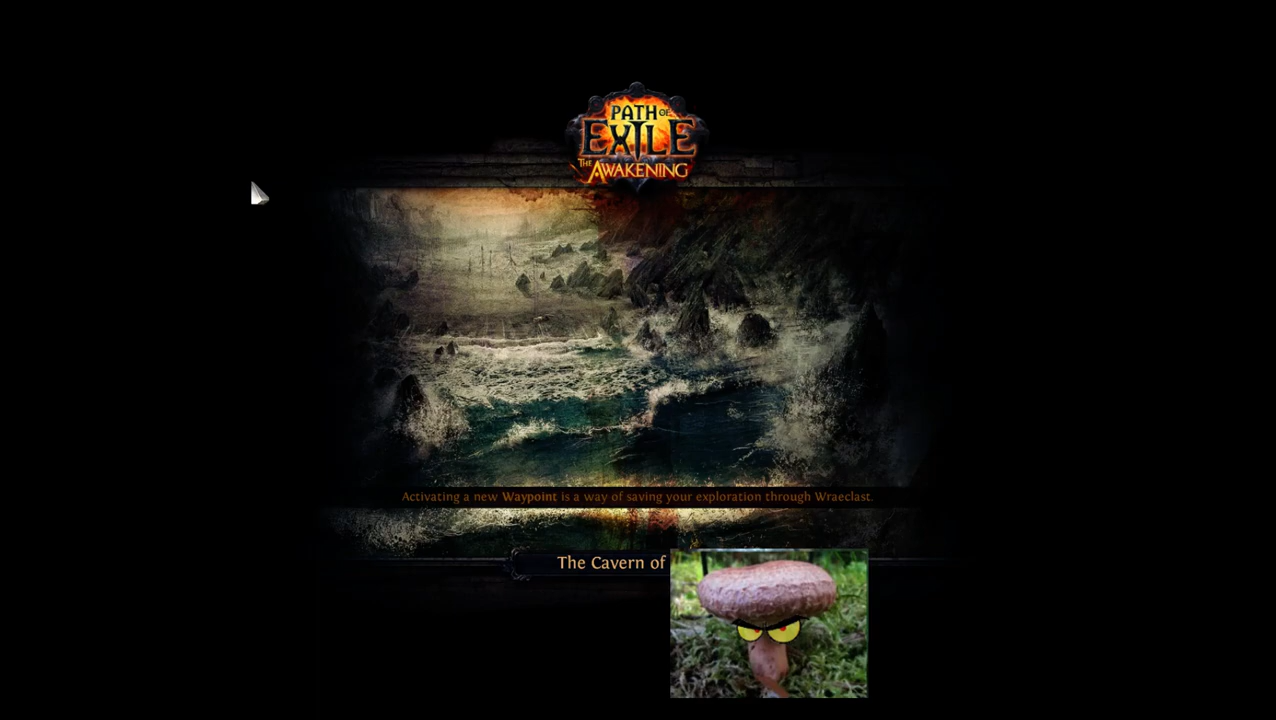 PATH OF
EXILE
THE AWAKENING
Activating a new Waypoint is a way of saving your exploration through Wraeclast.
The Cavern of